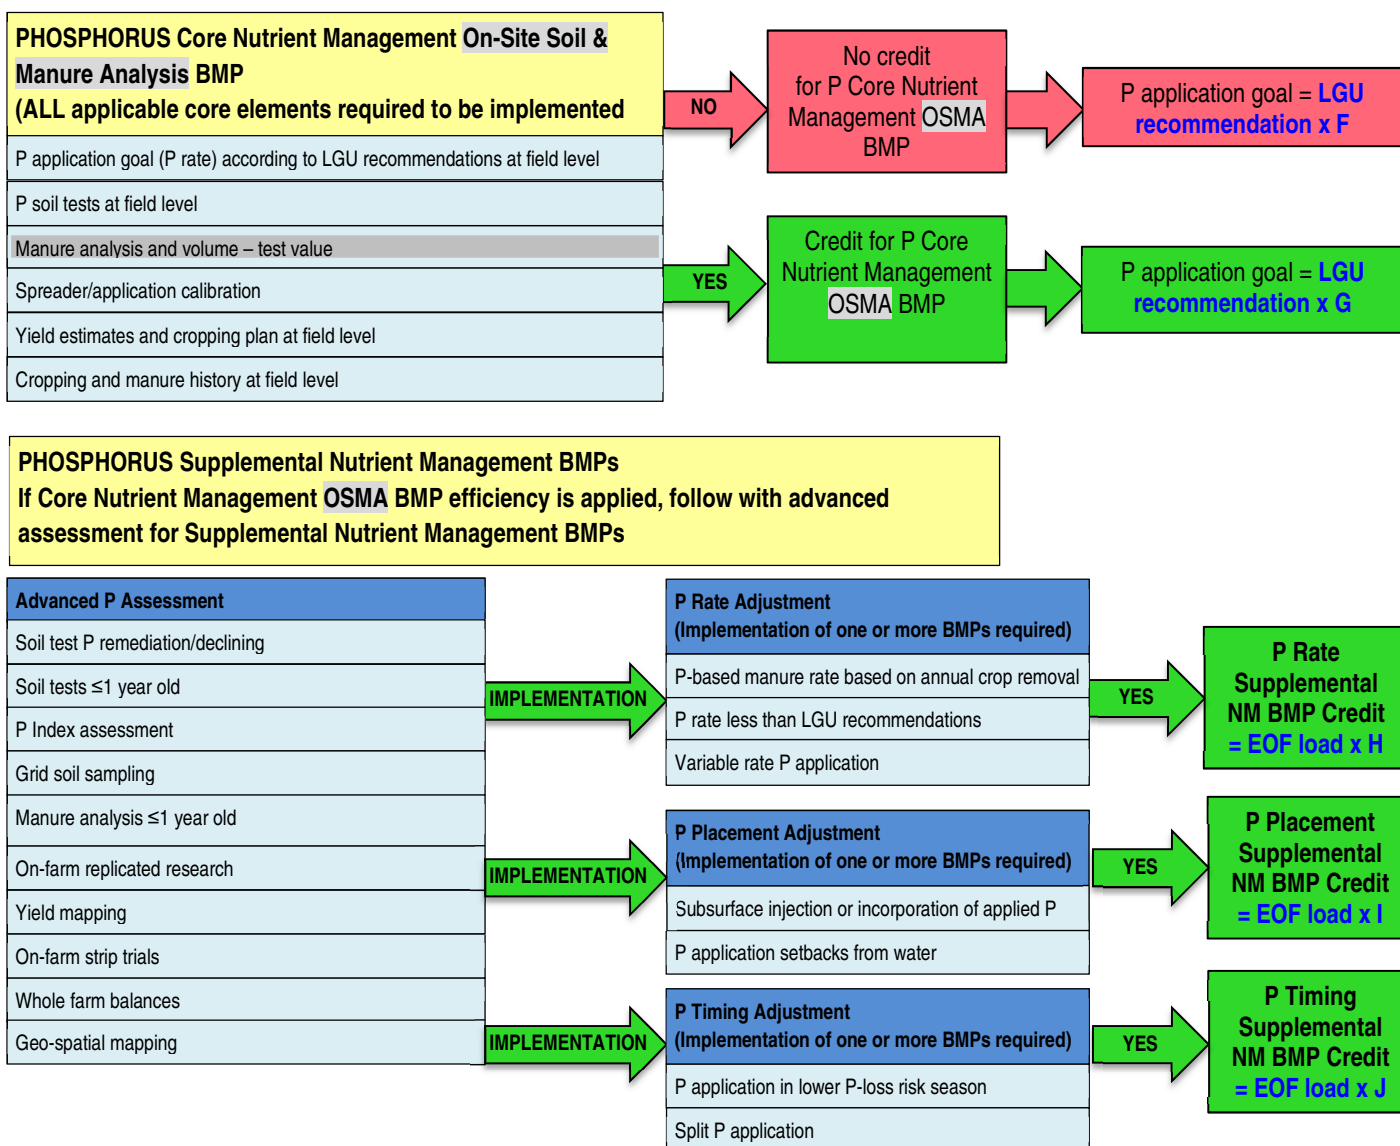 PHOSPHORUS Core Nutrient Management On-Site Soil &
Manure Analysis BMP
(ALL applicable core elements required to be implemented
P application goal (P rate) according to LGU recommendations at field level
P soil tests at field level
Manure analysis and volume – test value
Spreader/application calibration
Yield estimates and cropping plan at field level
Cropping and manure history at field level
NO
No credit
for P Core Nutrient
Management OSMA
BMP
P application goal = LGU
recommendation x F
YES
Credit for P Core
Nutrient Management
OSMA BMP
P application goal = LGU
recommendation x G
PHOSPHORUS Supplemental Nutrient Management BMPs
If Core Nutrient Management OSMA BMP efficiency is applied, follow with advanced
assessment for Supplemental Nutrient Management BMPs
Advanced P Assessment
Soil test P remediation/declining
Soil tests ≤1 year old
P Index assessment
Grid soil sampling
Manure analysis ≤1 year old
On-farm replicated research
Yield mapping
On-farm strip trials
Whole farm balances
Geo-spatial mapping
IMPLEMENTATION
P Rate Adjustment
(Implementation of one or more BMPs required)
P-based manure rate based on annual crop removal
P rate less than LGU recommendations
Variable rate P application
YES
P Rate
Supplemental
NM BMP Credit
= EOF load x H
IMPLEMENTATION
P Placement Adjustment
(Implementation of one or more BMPs required)
Subsurface injection or incorporation of applied P
P application setbacks from water
YES
P Placement
Supplemental
NM BMP Credit
= EOF load x I
IMPLEMENTATION
P Timing Adjustment
(Implementation of one or more BMPs required)
P application in lower P-loss risk season
Split P application
YES
P Timing
Supplemental
NM BMP Credit
= EOF load x J